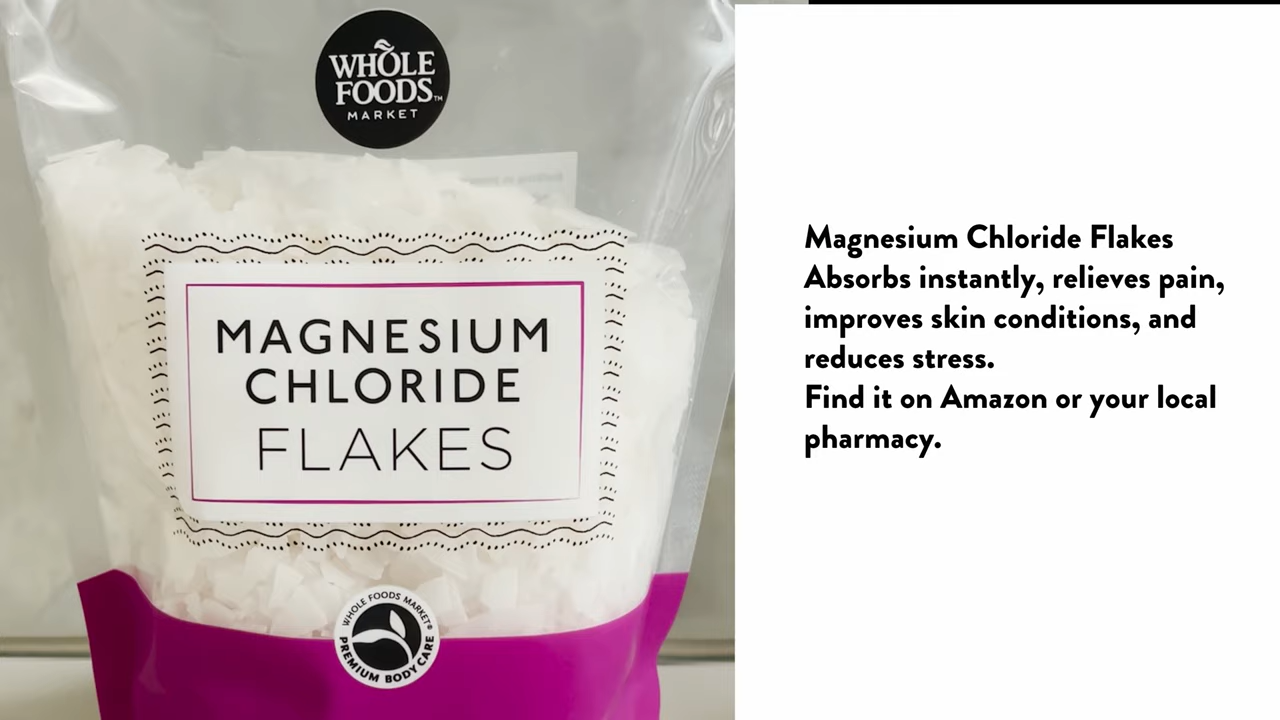 WHOLE
FOODS™
MARKET
MAGNESIUM
CHLORIDE
FLAKES
WHOLE FOODS MARKET®
PREMIUM BODY CARE
Magnesium Chloride Flakes
Absorbs instantly, relieves pain,
improves skin conditions, and
reduces stress.
Find it on Amazon or your local
pharmacy.